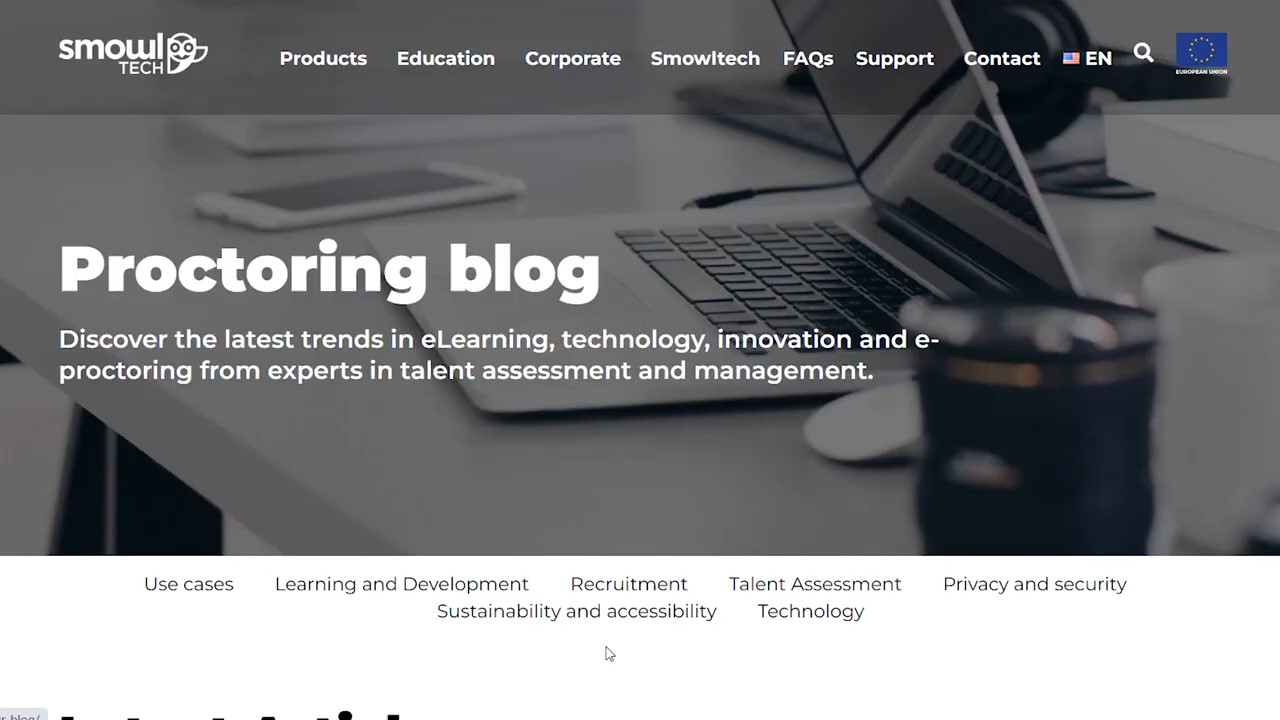 smowl
TECH
Products Education Corporate Smowltech FAQs Support Contact EN
EUROPEAN UNION
Proctoring blog
Discover the latest trends in eLearning, technology, innovation and e-
proctoring from experts in talent assessment and management.
Use cases Learning and Development Recruitment Talent Assessment Privacy and security
Sustainability and accessibility Technology